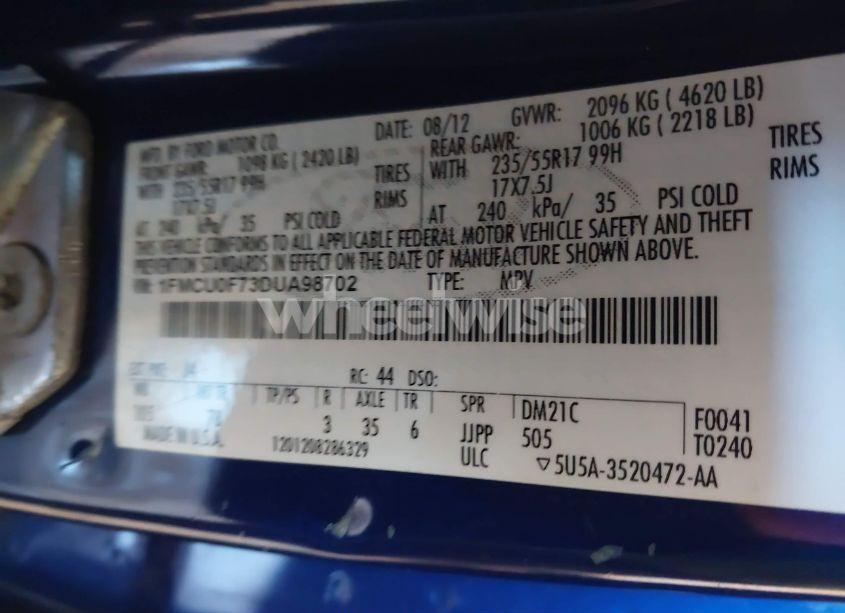 MFD. BY FORD MOTOR CO.
DATE: 08/12 GVWR: 2096 KG ( 4620 LB)
FRONT GAWR: 1098 KG ( 2420 LB) REAR GAWR: 1006 KG ( 2218 LB)
WITH 235/55R17 99H TIRES WITH 235/55R17 99H TIRES
17X7.5J RIMS 17X7.5J RIMS
AT 240 kPa/ 35 PSI COLD AT 240 kPa/ 35 PSI COLD
THIS VEHICLE CONFORMS TO ALL APPLICABLE FEDERAL MOTOR VEHICLE SAFETY AND THEFT
PREVENTION STANDARDS IN EFFECT ON THE DATE OF MANUFACTURE SHOWN ABOVE.
VIN: 1FMCU0F73DUA98702 TYPE: MPV
wheelwise
EXT PNT: RC: 44 DSO:
WB INT TR TP/PS R AXLE TR SPR DM21C F0041
3 35 6 JJPP 505 T0240
MADE IN U.S.A. 1201208286329 ULC ▽5U5A-3520472-AA